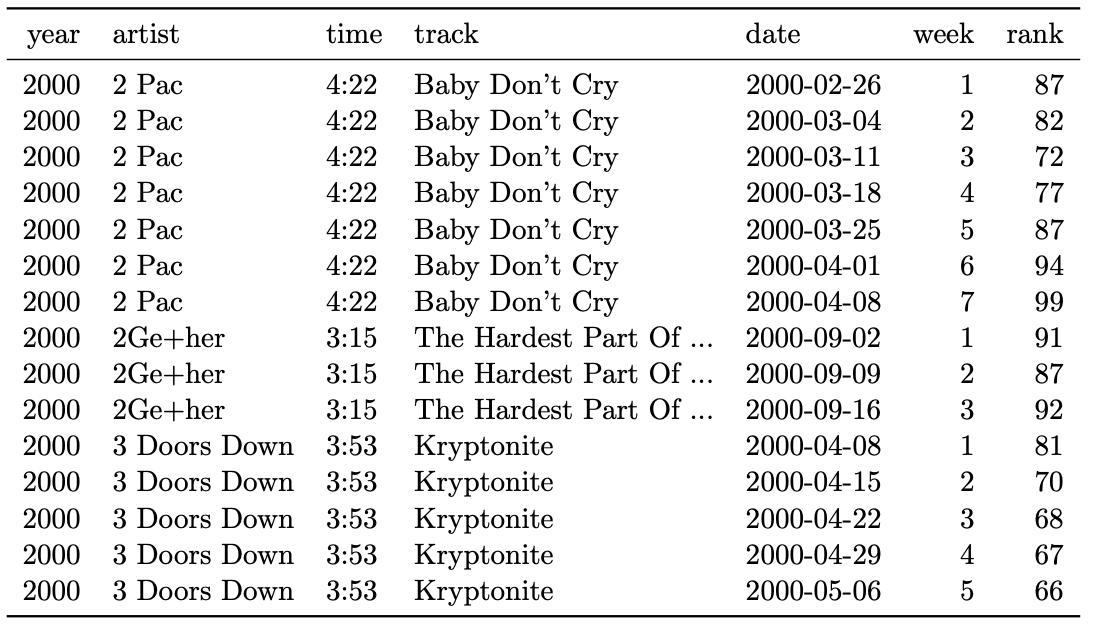 year artist time track date week rank
2000 2 Pac 4:22 Baby Don't Cry 2000-02-26 1 87
2000 2 Pac 4:22 Baby Don't Cry 2000-03-04 2 82
2000 2 Pac 4:22 Baby Don't Cry 2000-03-11 3 72
2000 2 Pac 4:22 Baby Don't Cry 2000-03-18 4 77
2000 2 Pac 4:22 Baby Don't Cry 2000-03-25 5 87
2000 2 Pac 4:22 Baby Don't Cry 2000-04-01 6 94
2000 2 Pac 4:22 Baby Don't Cry 2000-04-08 7 99
2000 2Ge+her 3:15 The Hardest Part Of ... 2000-09-02 1 91
2000 2Ge+her 3:15 The Hardest Part Of ... 2000-09-09 2 87
2000 2Ge+her 3:15 The Hardest Part Of ... 2000-09-16 3 92
2000 3 Doors Down 3:53 Kryptonite 2000-04-08 1 81
2000 3 Doors Down 3:53 Kryptonite 2000-04-15 2 70
2000 3 Doors Down 3:53 Kryptonite 2000-04-22 3 68
2000 3 Doors Down 3:53 Kryptonite 2000-04-29 4 67
2000 3 Doors Down 3:53 Kryptonite 2000-05-06 5 66